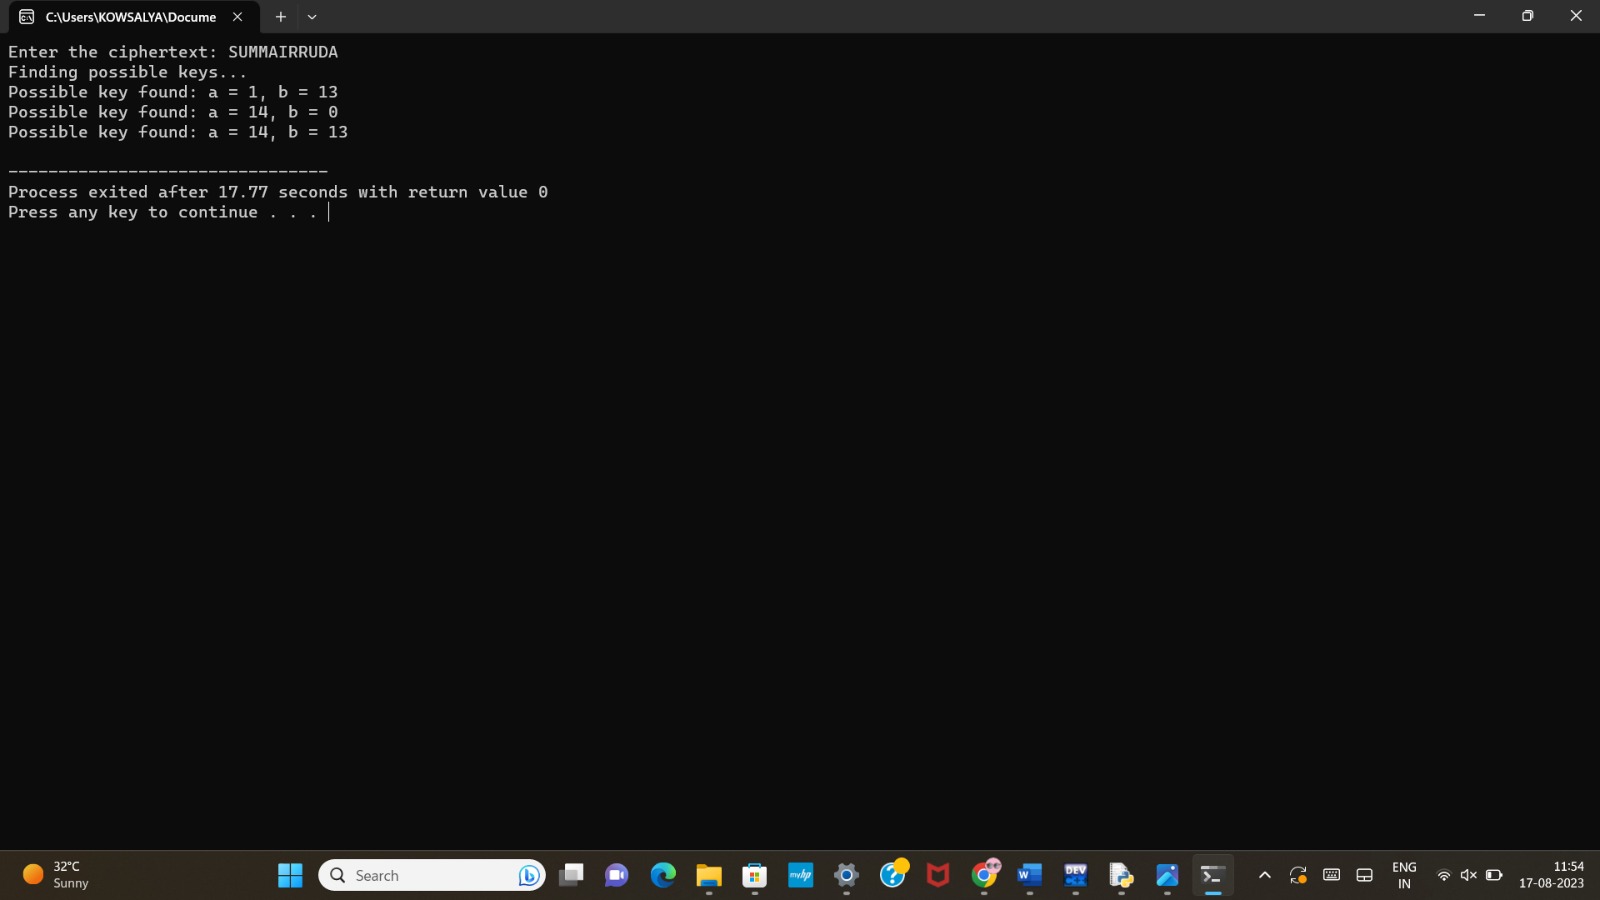 C:\Users\KOWSALYA\Docume
Enter the ciphertext: SUMMAIRRUDA
Finding possible keys...
Possible key found: a = 1, b = 13
Possible key found: a = 14, b = 0
Possible key found: a = 14, b = 13
--------------------------------
Process exited after 17.77 seconds with return value 0
Press any key to continue . . .
32°C
Sunny
Search
myhp
W
DEV
C++
ENG
IN
11:54
17-08-2023